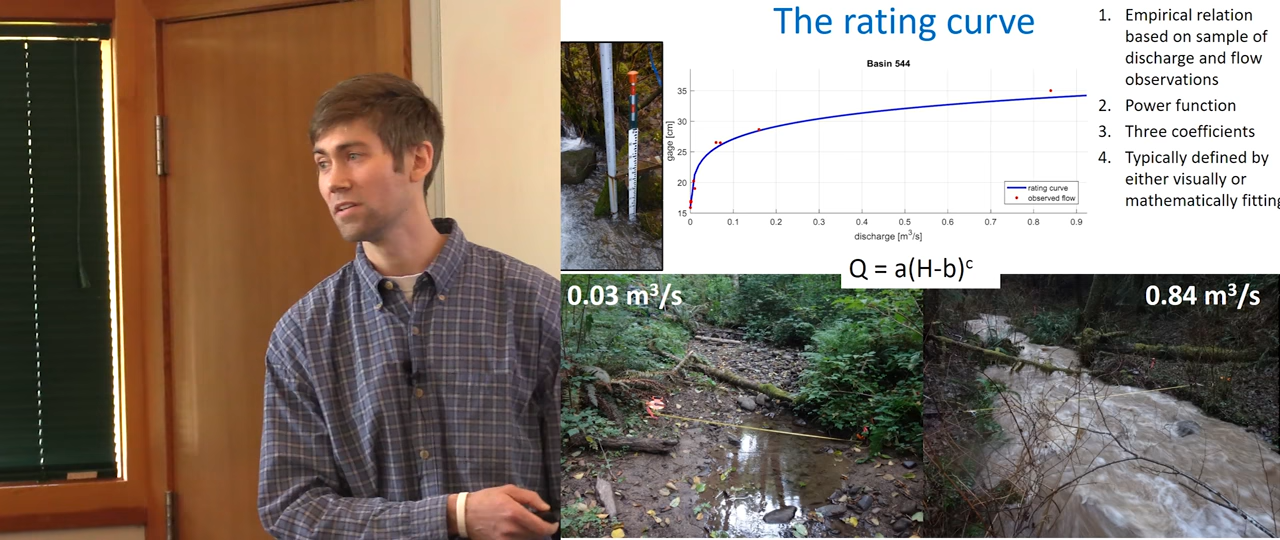 The rating curve
Basin 544
gage [cm]
35
30
25
20
15
0
0.1
0.2
0.3
0.4
0.5
0.6
0.7
0.8
0.9
discharge [m³/s]
rating curve
observed flow
Q = a(H-b)ᶜ
1. Empirical relation
based on sample of
discharge and flow
observations
2. Power function
3. Three coefficients
4. Typically defined by
either visually or
mathematically fitting
0.03 m³/s
0.84 m³/s